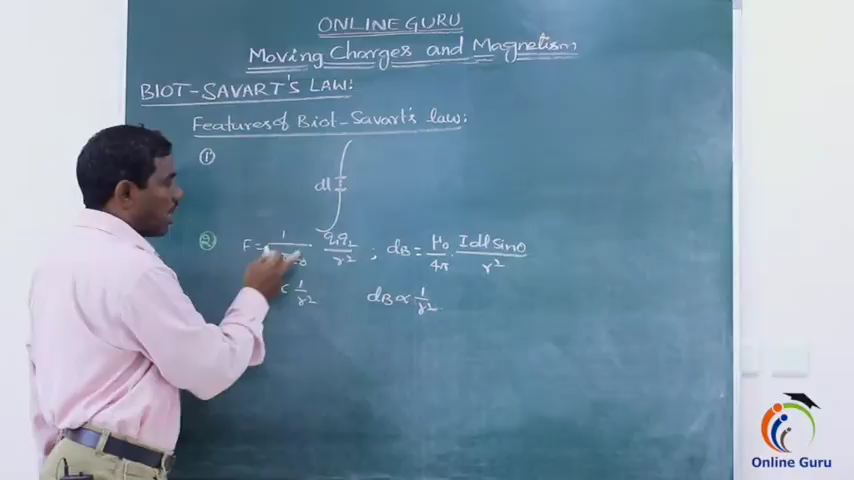 ONLINE GURU
Moving Charges and Magnetism
BIOT-SAVART'S LAW:
Features of Biot-Savart's law:
①
dl
② F = 1 . q₁q₂/r² ; dB = μ₀/4π . Idl sinθ/r²
1/r² dB ∝ 1/r²
Online Guru